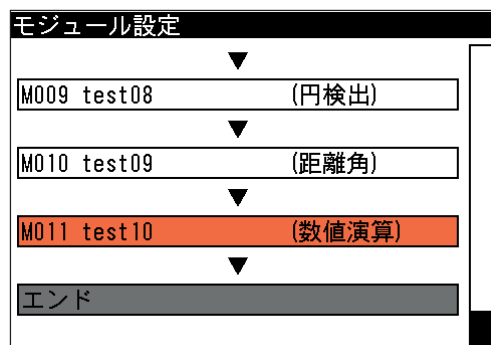 モジュール設定
▼
M009 test08 (円検出)
▼
M010 test09 (距離角)
▼
M011 test10 (数値演算)
▼
エンド